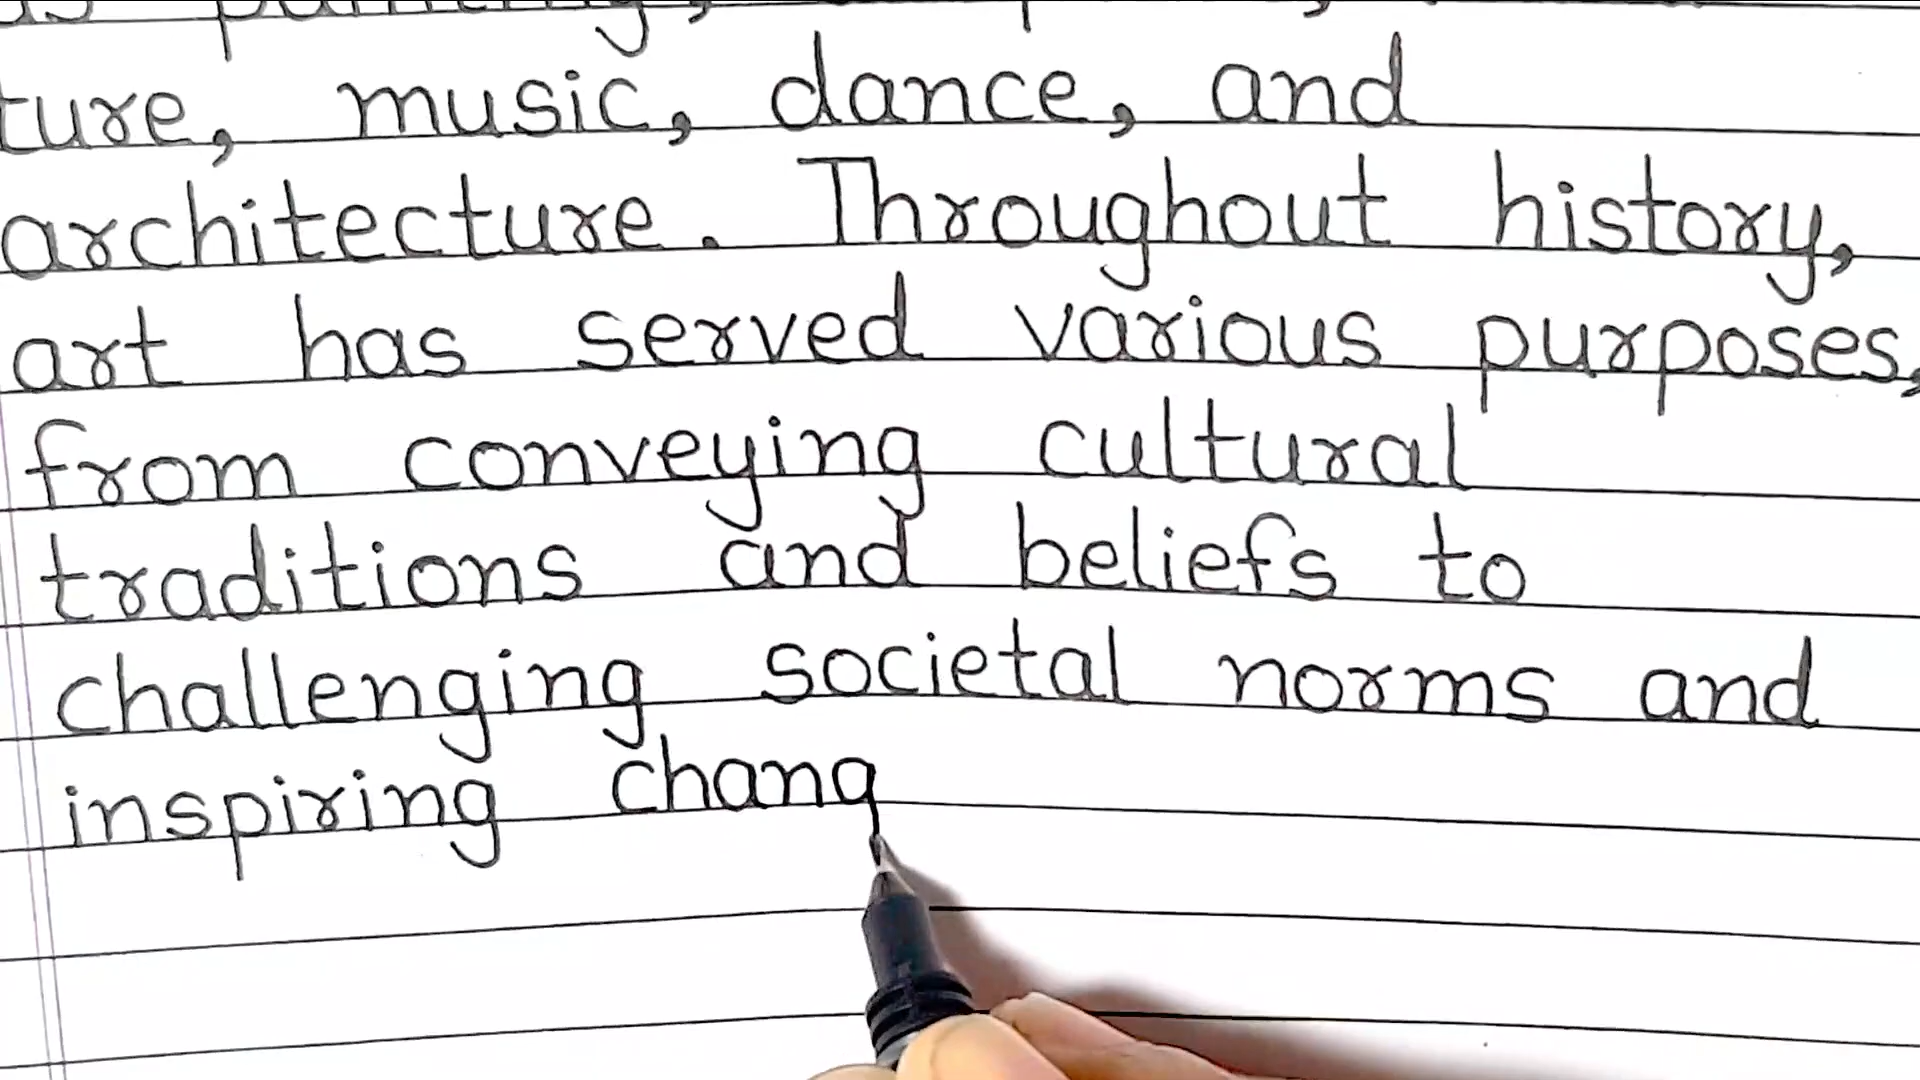 ture, music, dance, and
architecture. Throughout history,
art has served various purposes,
from conveying cultural
traditions and beliefs to
challenging societal norms and
inspiring chang